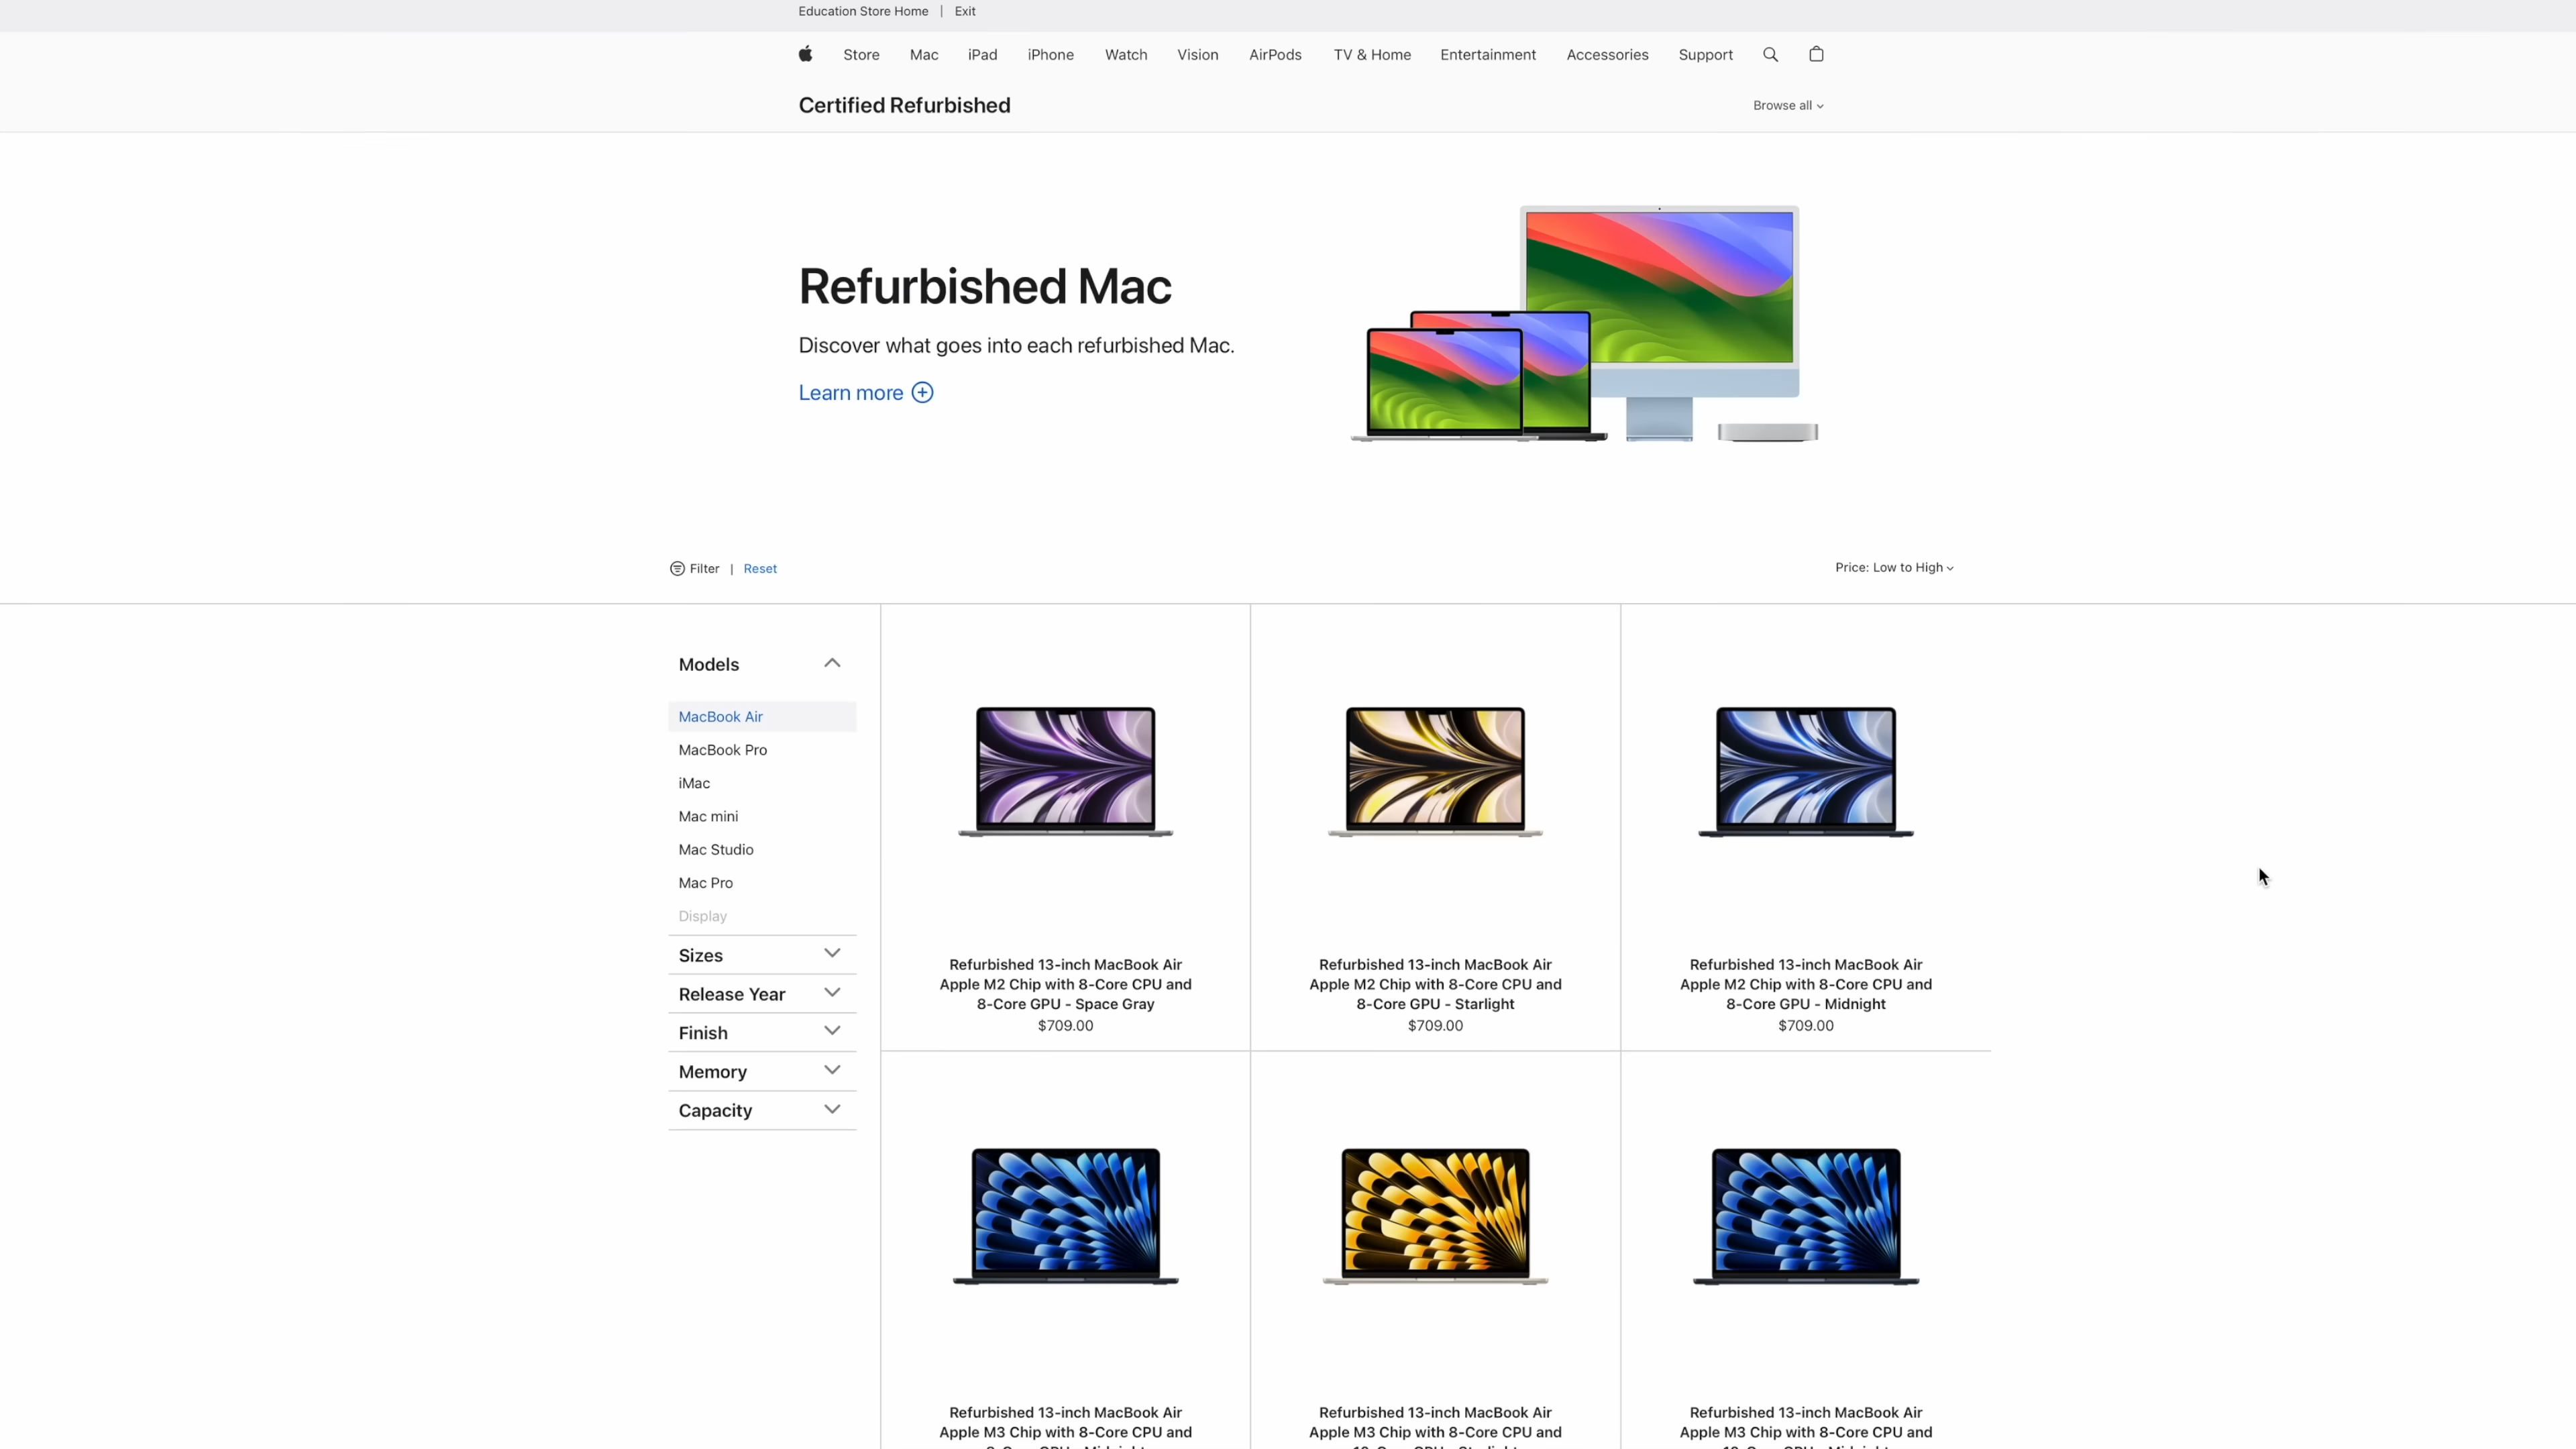 Education Store Home | Exit
Store Mac iPad iPhone Watch Vision AirPods TV & Home Entertainment Accessories Support
Certified Refurbished
Browse all
Refurbished Mac
Discover what goes into each refurbished Mac.
Learn more
Filter | Reset
Price: Low to High
Models
MacBook Air
MacBook Pro
iMac
Mac mini
Mac Studio
Mac Pro
Display
Sizes
Release Year
Finish
Memory
Capacity
Refurbished 13-inch MacBook Air
Apple M2 Chip with 8-Core CPU and
8-Core GPU - Space Gray
$709.00
Refurbished 13-inch MacBook Air
Apple M2 Chip with 8-Core CPU and
8-Core GPU - Starlight
$709.00
Refurbished 13-inch MacBook Air
Apple M2 Chip with 8-Core CPU and
8-Core GPU - Midnight
$709.00
Refurbished 13-inch MacBook Air
Apple M3 Chip with 8-Core CPU and
Refurbished 13-inch MacBook Air
Apple M3 Chip with 8-Core CPU and
Refurbished 13-inch MacBook Air
Apple M3 Chip with 8-Core CPU and